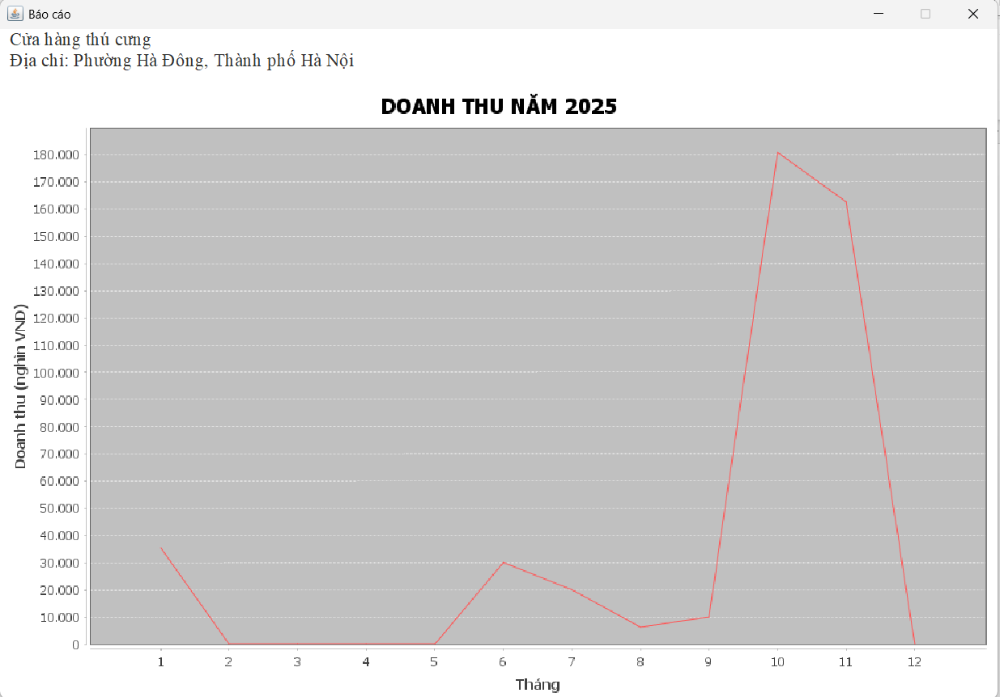 Báo cáo
Cửa hàng thú cưng
Địa chỉ: Phường Hà Đông, Thành phố Hà Nội
DOANH THU NĂM 2025
Doanh thu (nghìn VND)
180.000
170.000
160.000
150.000
140.000
130.000
120.000
110.000
100.000
90.000
80.000
70.000
60.000
50.000
40.000
30.000
20.000
10.000
0
1 2 3 4 5 6 7 8 9 10 11 12
Tháng